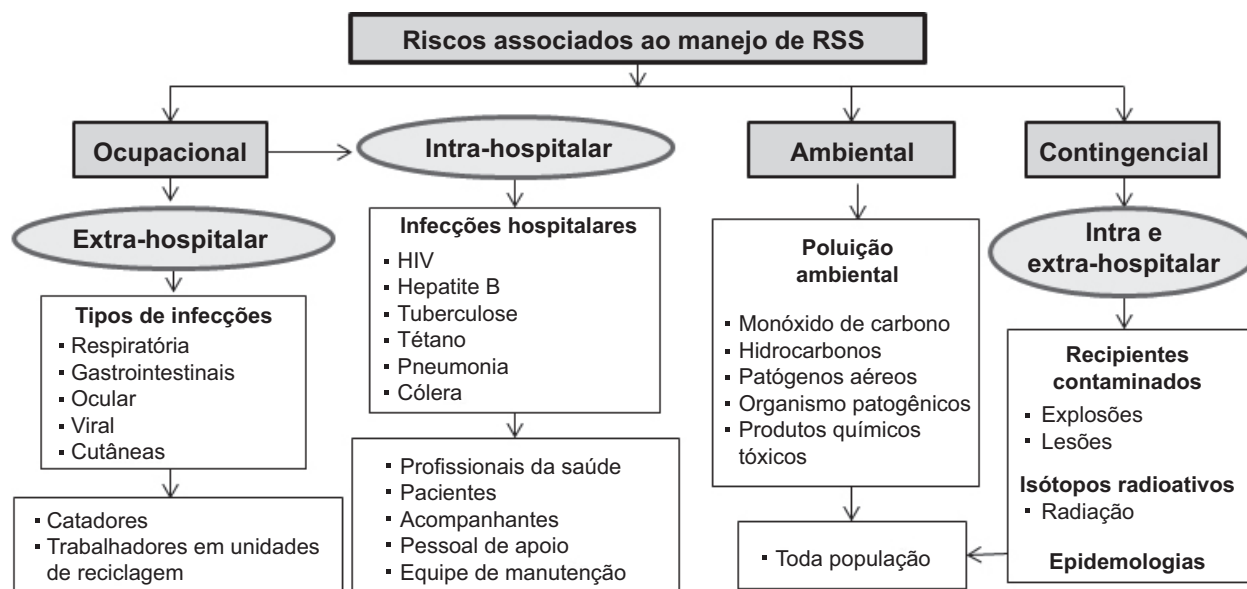 Riscos associados ao manejo de RSS
Ocupacional
Extra-hospitalar
Tipos de infecções
▪ Respiratória
▪ Gastrointestinais
▪ Ocular
▪ Viral
▪ Cutâneas
▪ Catadores
▪ Trabalhadores em unidades
de reciclagem
Intra-hospitalar
Infecções hospitalares
▪ HIV
▪ Hepatite B
▪ Tuberculose
▪ Tétano
▪ Pneumonia
▪ Cólera
▪ Profissionais da saúde
▪ Pacientes
▪ Acompanhantes
▪ Pessoal de apoio
▪ Equipe de manutenção
Ambiental
Poluição
ambiental
▪ Monóxido de carbono
▪ Hidrocarbonos
▪ Patógenos aéreos
▪ Organismo patogênicos
▪ Produtos químicos
tóxicos
▪ Toda população
Contingencial
Intra e
extra-hospitalar
Recipientes
contaminados
▪ Explosões
▪ Lesões
Isótopos radioativos
▪ Radiação
Epidemologias